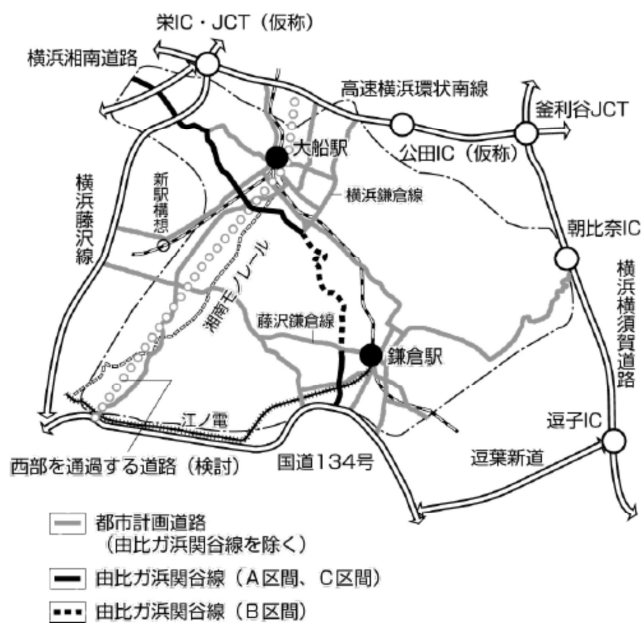 栄IC・JCT（仮称）
横浜湘南道路
高速横浜環状南線
釜利谷JCT
大船駅
公田IC（仮称）
横浜鎌倉線
新駅構想
横浜藤沢線
朝比奈IC
湘南モノレール
横浜横須賀道路
藤沢鎌倉線
鎌倉駅
江ノ電
逗子IC
西部を通過する道路（検討）
国道134号
逗葉新道
都市計画道路
（由比ガ浜関谷線を除く）
由比ガ浜関谷線（A区間、C区間）
由比ガ浜関谷線（B区間）